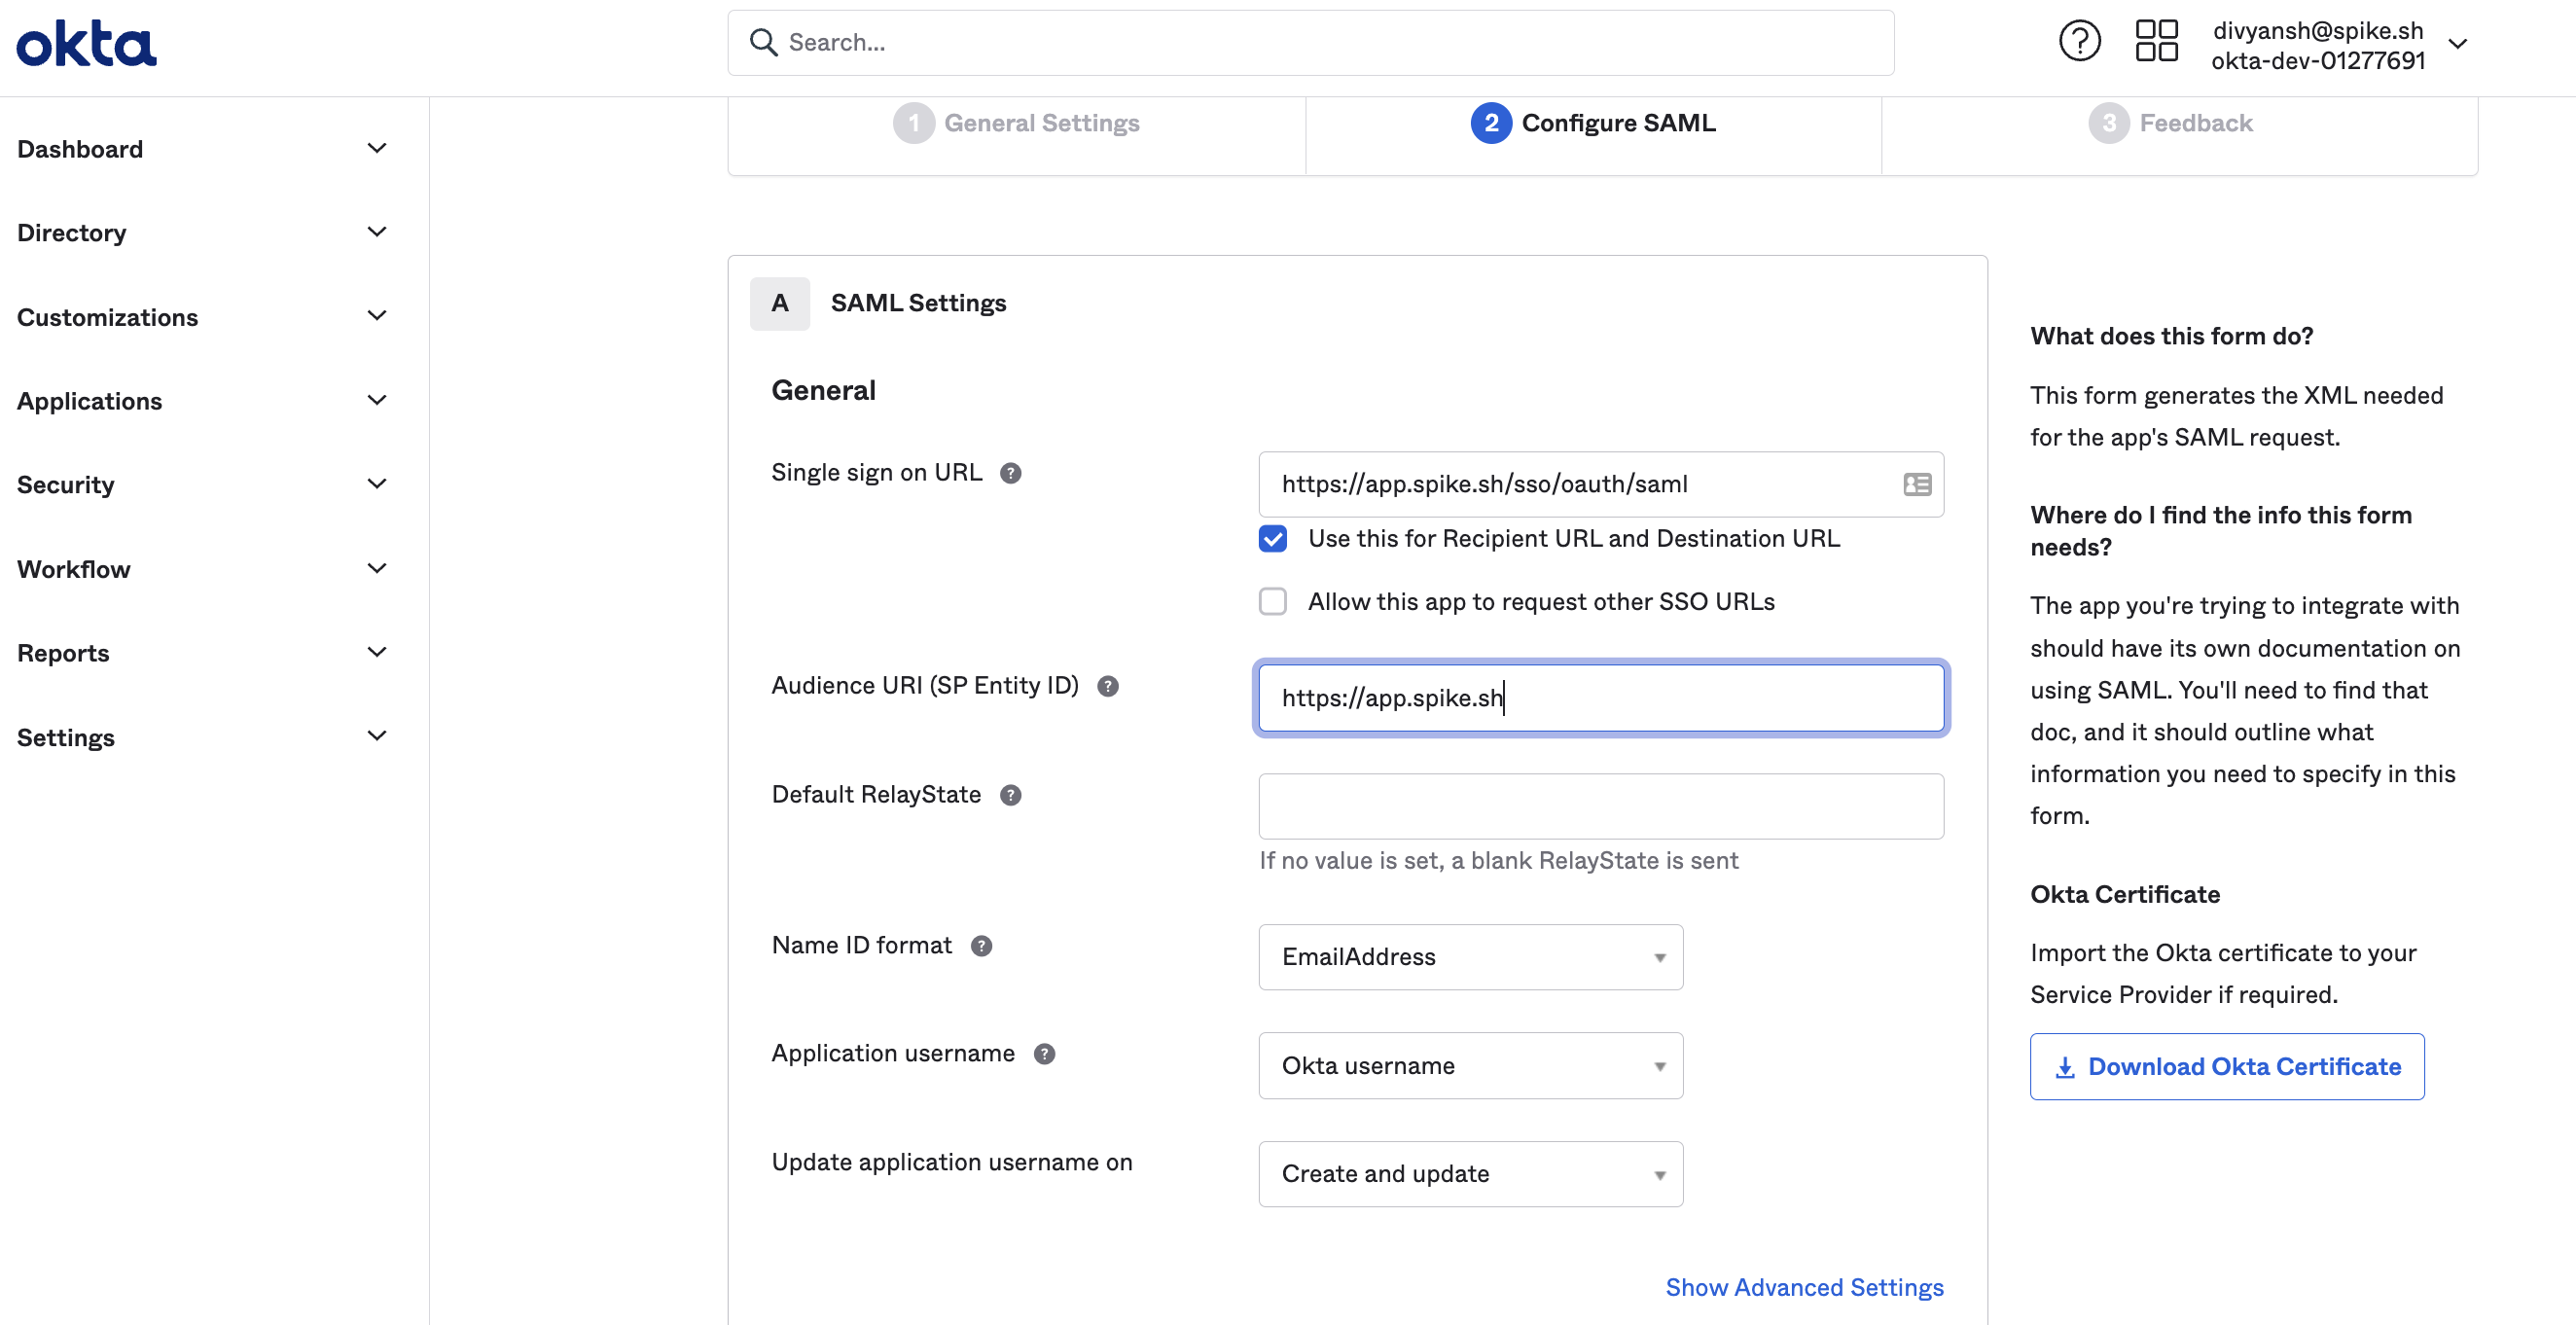 okta
Search...
?
divyansh@spike.sh
okta-dev-01277691
Dashboard
Directory
Customizations
Applications
Security
Workflow
Reports
Settings
1 General Settings
2 Configure SAML
3 Feedback
A SAML Settings
General
Single sign on URL ?
https://app.spike.sh/sso/oauth/saml
Use this for Recipient URL and Destination URL
Allow this app to request other SSO URLs
Audience URI (SP Entity ID) ?
https://app.spike.sh
Default RelayState ?
If no value is set, a blank RelayState is sent
Name ID format ?
EmailAddress
Application username ?
Okta username
Update application username on
Create and update
Show Advanced Settings
What does this form do?
This form generates the XML needed
for the app's SAML request.
Where do I find the info this form
needs?
The app you're trying to integrate with
should have its own documentation on
using SAML. You'll need to find that
doc, and it should outline what
information you need to specify in this
form.
Okta Certificate
Import the Okta certificate to your
Service Provider if required.
Download Okta Certificate